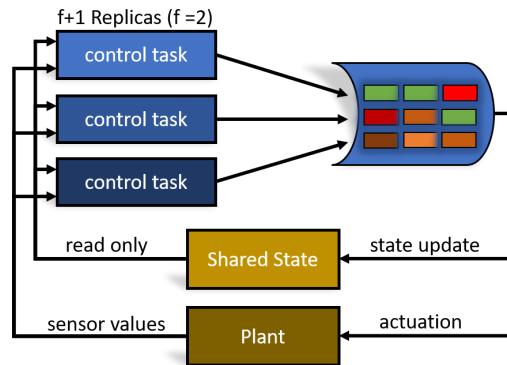 f+1 Replicas (f =2)
control task
control task
control task
read only
Shared State
state update
sensor values
Plant
actuation